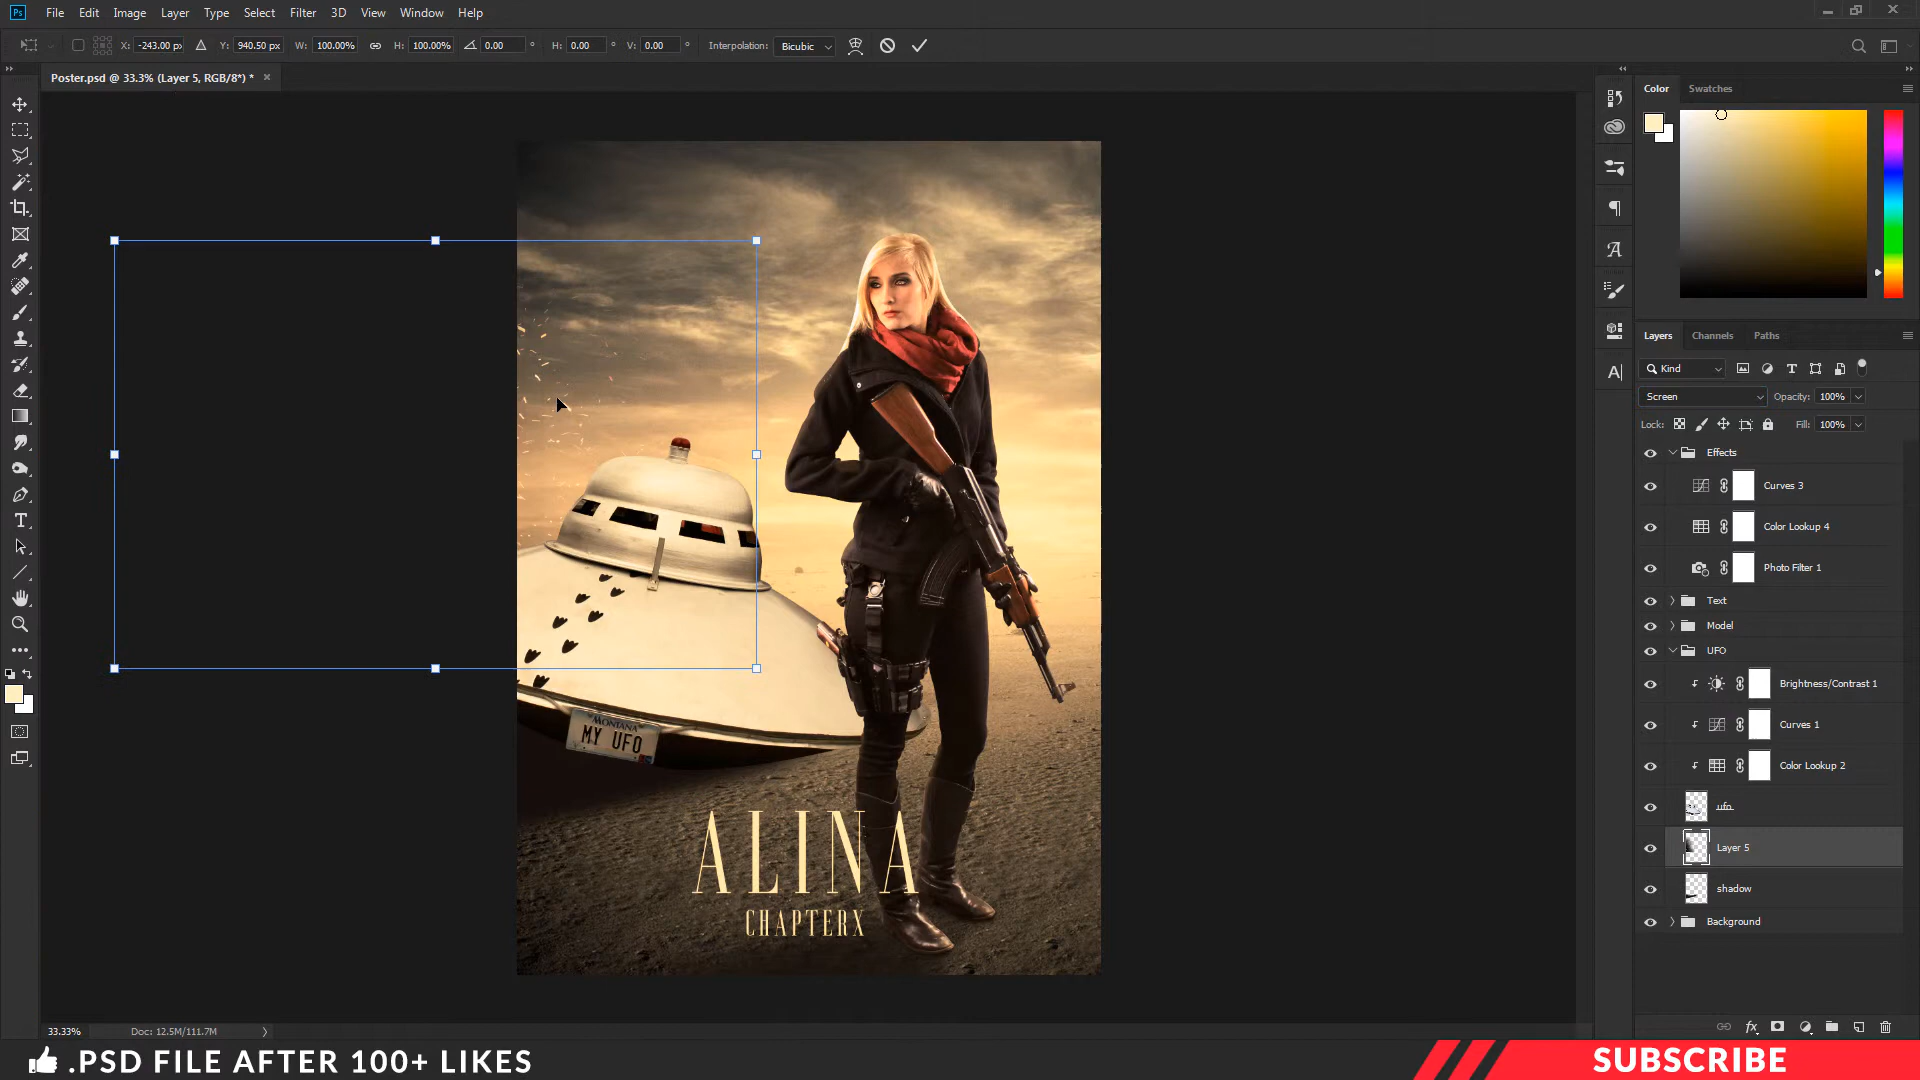 Ps File Edit Image Layer Type Select Filter 3D View Window Help
X: -243.00 px Y: 940.50 px W: 100.00% H: 100.00% 0.00 ° H: 0.00 ° V: 0.00 ° Interpolation: Bicubic
Poster.psd @ 33.3% (Layer 5, RGB/8*) * ×
Color Swatches
Layers Channels Paths
Kind
Screen Opacity: 100%
Lock: Fill: 100%
Effects
Curves 3
Color Lookup 4
Photo Filter 1
Text
Model
UFO
Brightness/Contrast 1
Curves 1
Color Lookup 2
ufo
Layer 5
shadow
Background
MONTANA
MY UFO
ALINA
CHAPTERX
33.33% Doc: 12.5M/111.7M
.PSD FILE AFTER 100+ LIKES
SUBSCRIBE